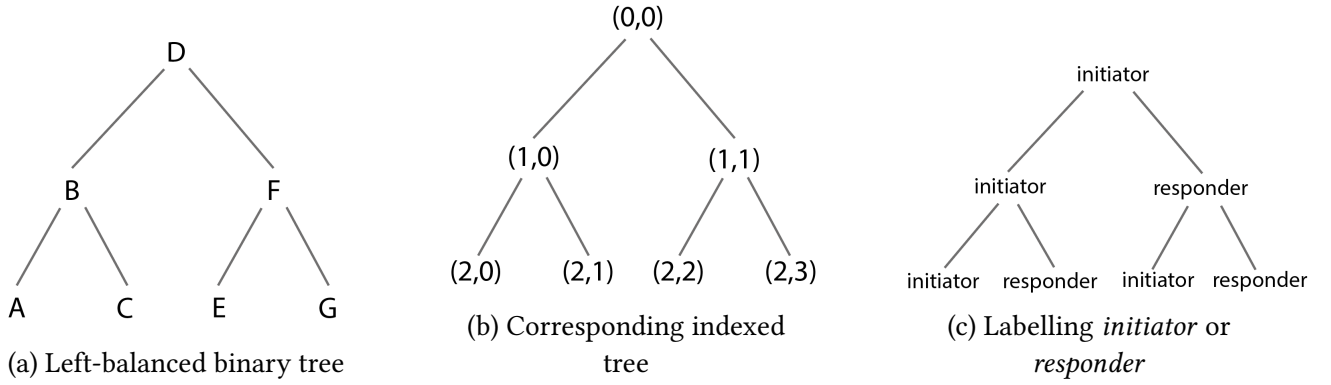 D
B F
A C E G
(a) Left-balanced binary tree
(0,0)
(1,0) (1,1)
(2,0) (2,1) (2,2) (2,3)
(b) Corresponding indexed
tree
initiator
initiator responder
initiator responder initiator responder
(c) Labelling initiator or
responder